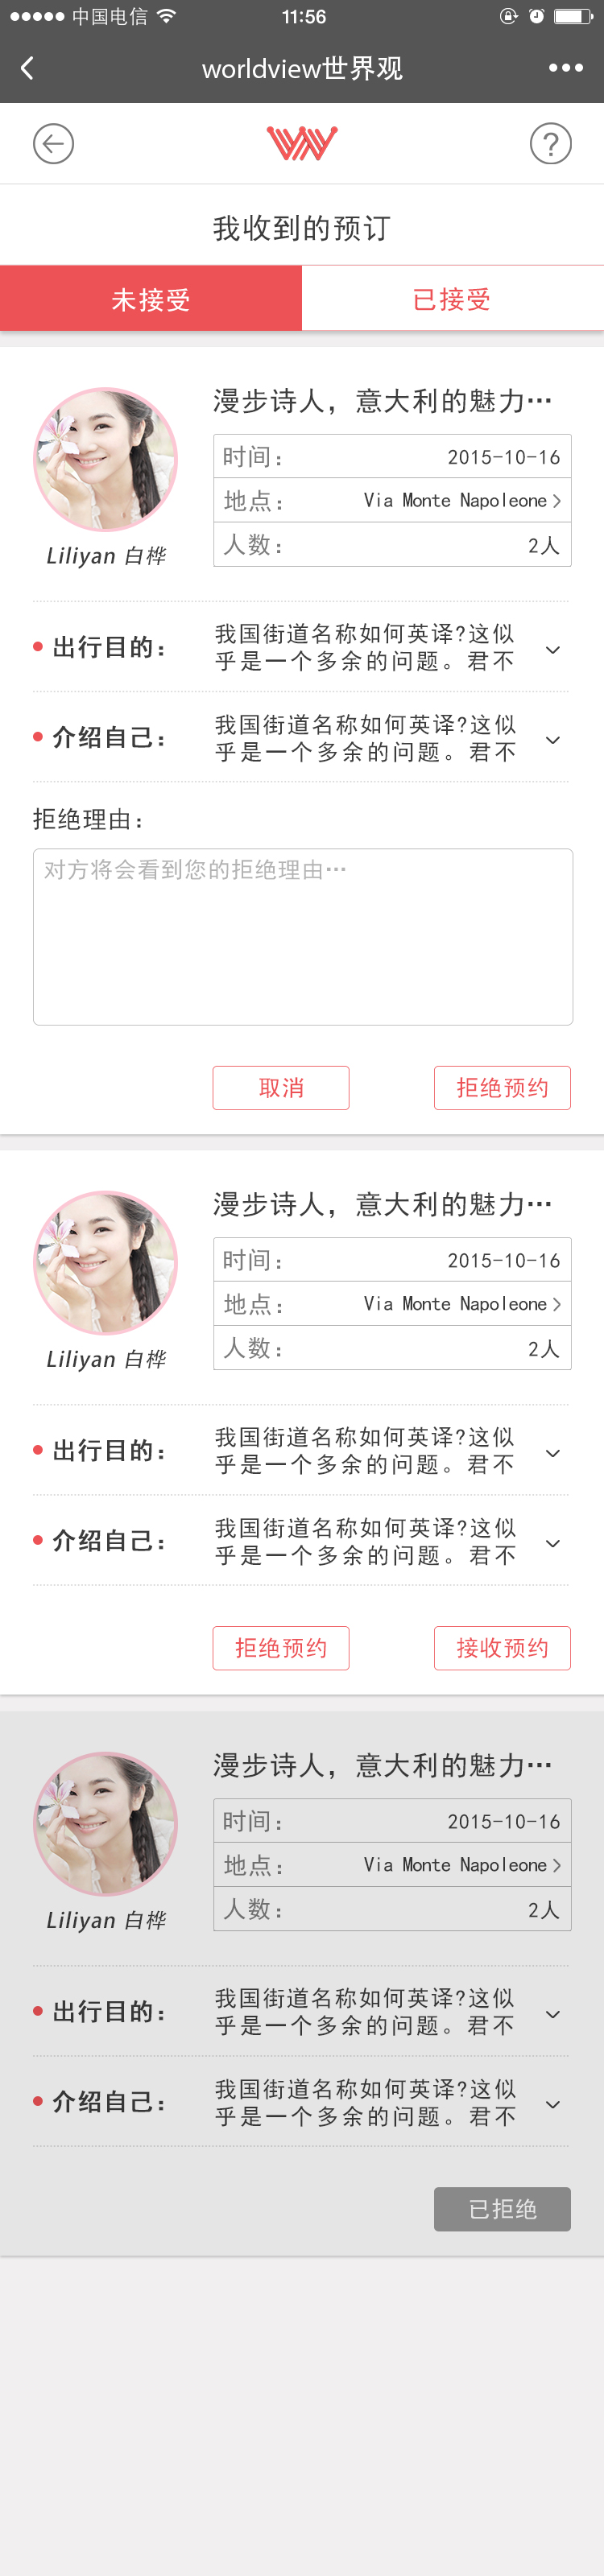 中国电信
11:56
worldview世界观
我收到的预订
未接受
已接受
漫步诗人，意大利的魅力…
时间：
2015-10-16
地点：
Via Monte Napoleone
人数：
2人
Liliyan 白桦
出行目的：
我国街道名称如何英译?这似
乎是一个多余的问题。君不
介绍自己：
我国街道名称如何英译?这似
乎是一个多余的问题。君不
拒绝理由：
对方将会看到您的拒绝理由…
取消
拒绝预约
漫步诗人，意大利的魅力…
时间：
2015-10-16
地点：
Via Monte Napoleone
人数：
2人
Liliyan 白桦
出行目的：
我国街道名称如何英译?这似
乎是一个多余的问题。君不
介绍自己：
我国街道名称如何英译?这似
乎是一个多余的问题。君不
拒绝预约
接收预约
漫步诗人，意大利的魅力…
时间：
2015-10-16
地点：
Via Monte Napoleone
人数：
2人
Liliyan 白桦
出行目的：
我国街道名称如何英译?这似
乎是一个多余的问题。君不
介绍自己：
我国街道名称如何英译?这似
乎是一个多余的问题。君不
已拒绝